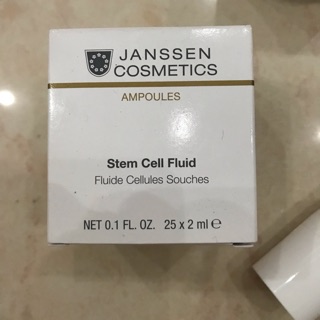 JANSSEN
COSMETICS
AMPOULES
Stem Cell Fluid
Fluide Cellules Souches
NET 0.1 FL. OZ. 25 x 2 ml ℮